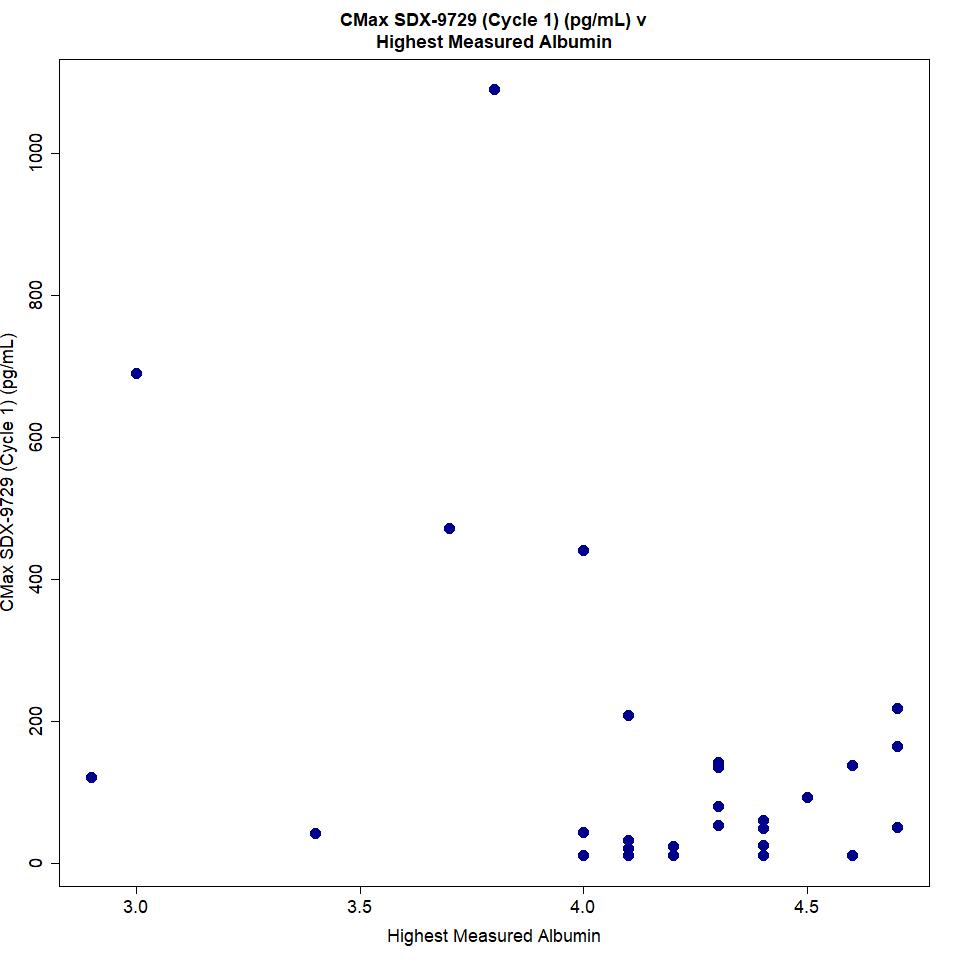 CMax SDX-9729 (Cycle 1) (pg/mL) v
Highest Measured Albumin
1000
800
600
400
200
0
CMax SDX-9729 (Cycle 1) (pg/mL)
3.0
3.5
4.0
4.5
Highest Measured Albumin